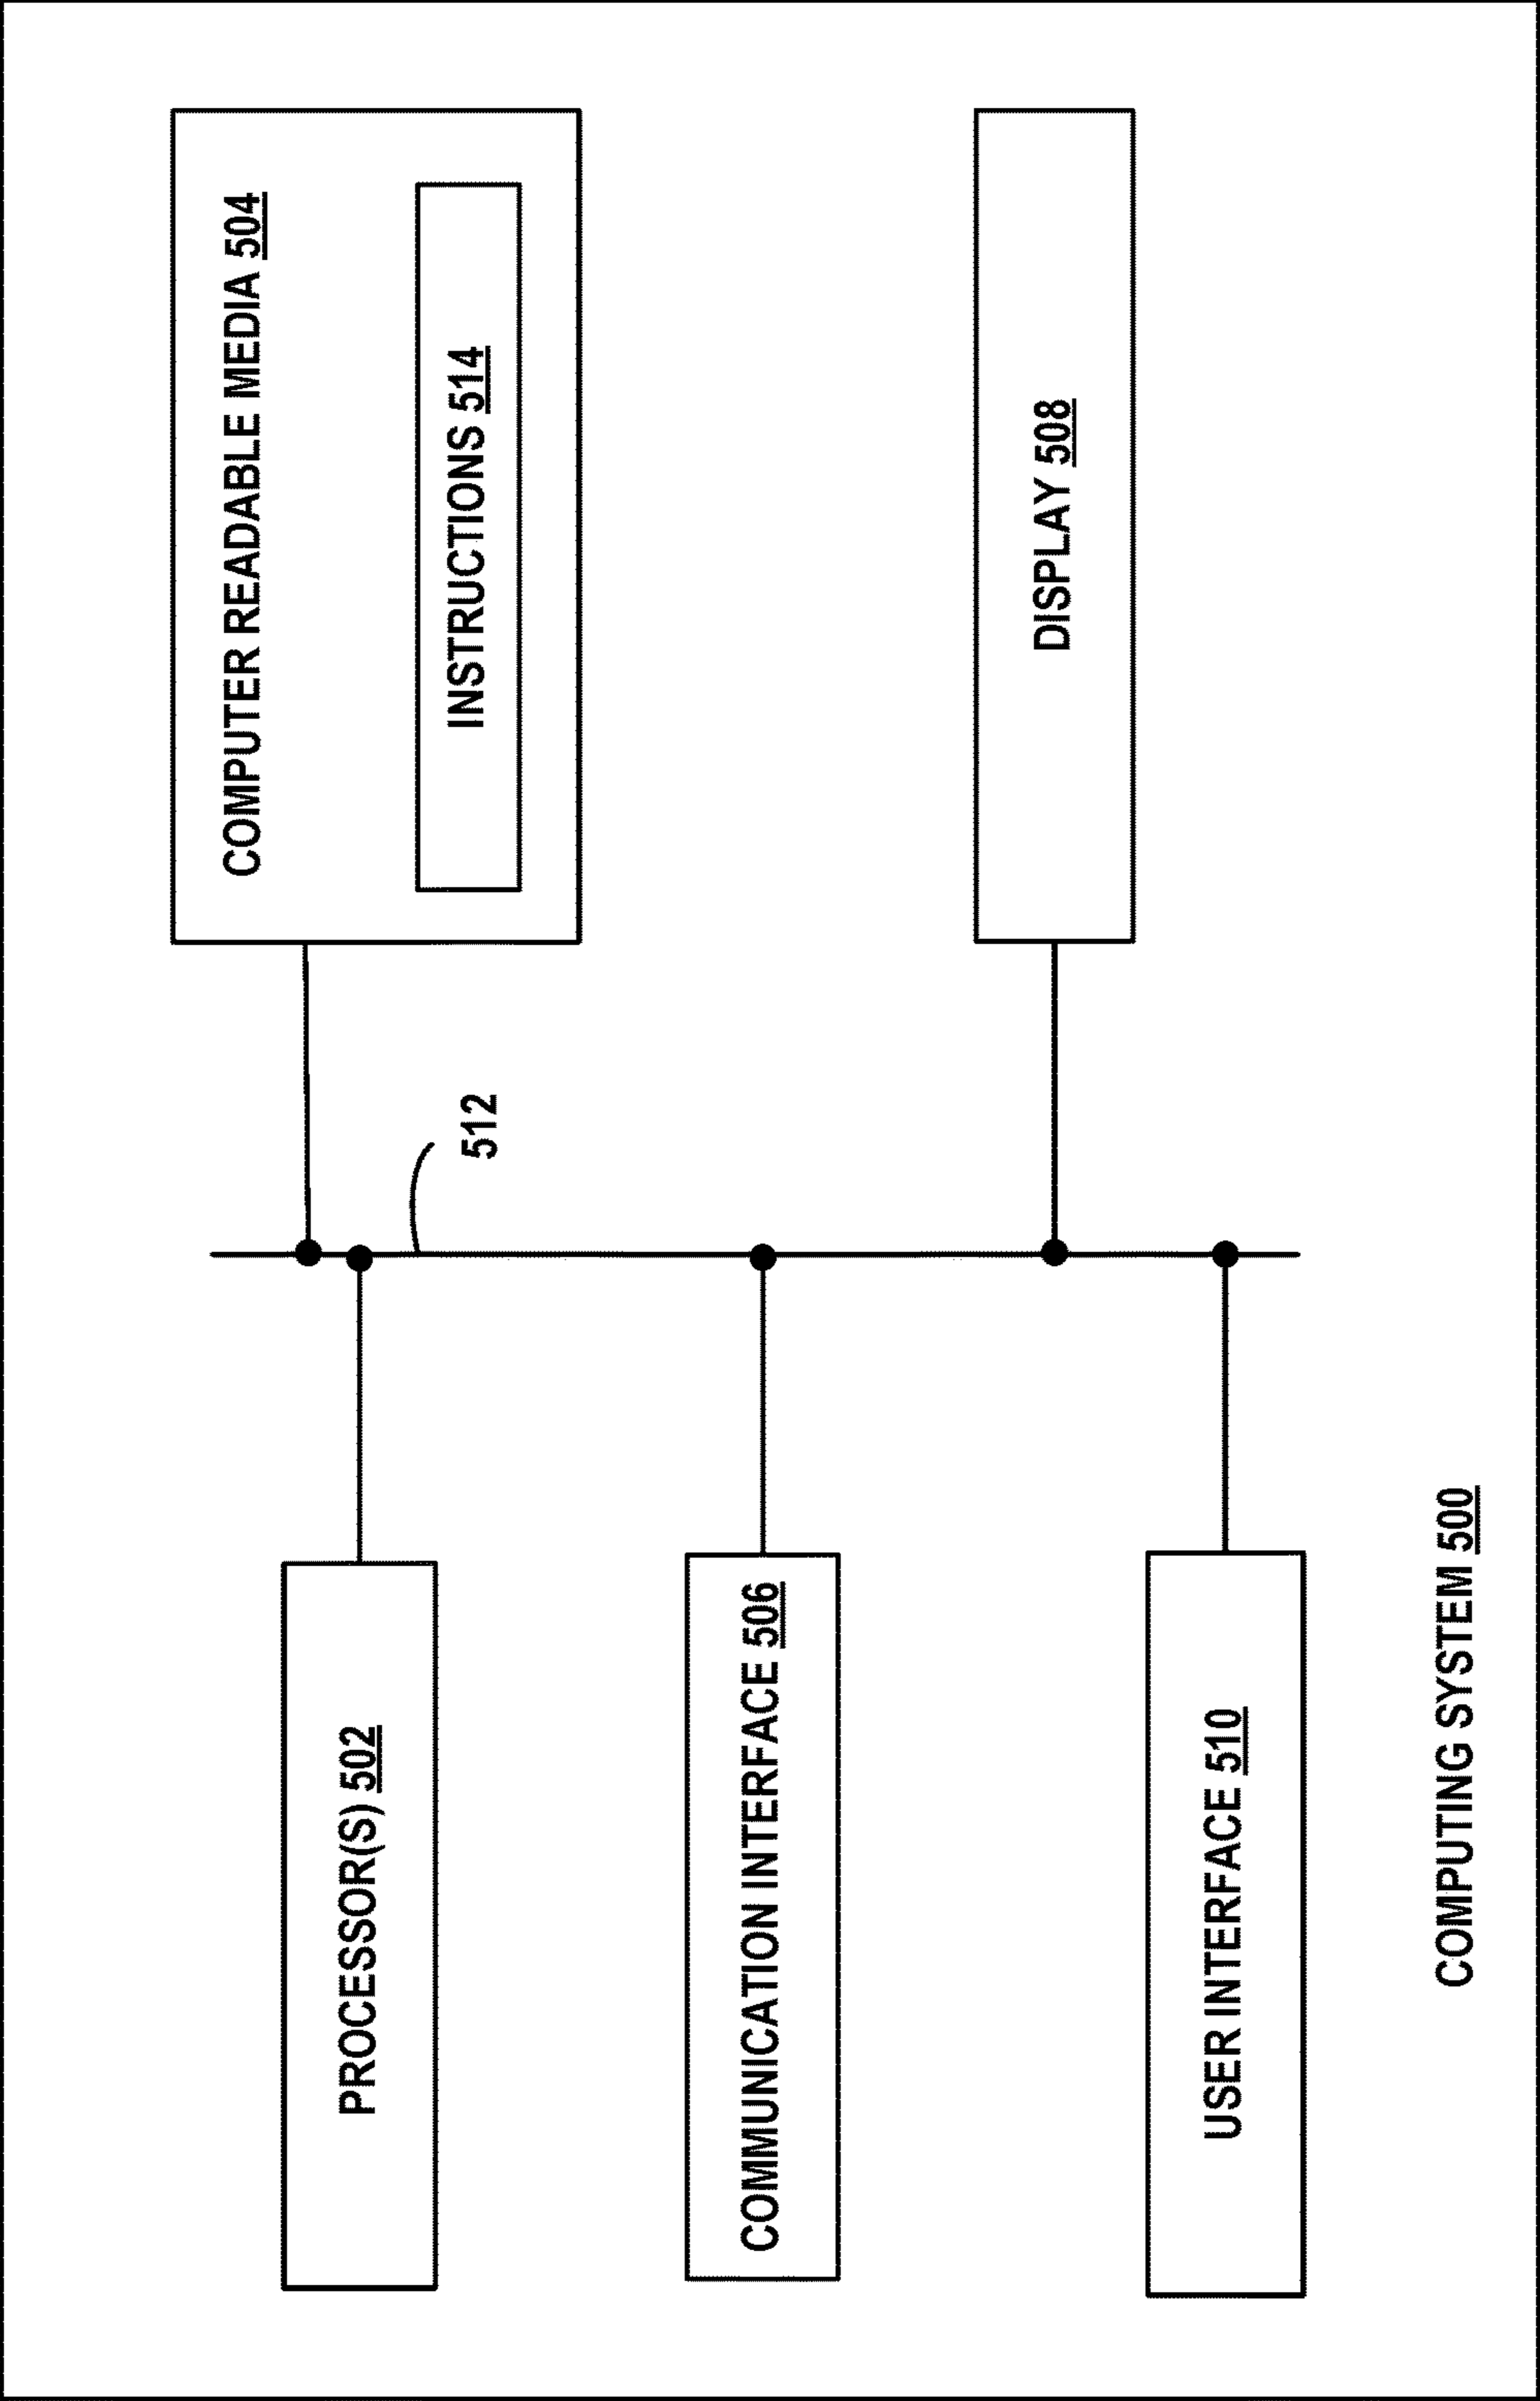 COMPUTER READABLE MEDIA 504
PROCESSOR(S) 502
INSTRUCTIONS 514
512
COMMUNICATION INTERFACE 506
DISPLAY 508
USER INTERFACE 510
COMPUTING SYSTEM 500